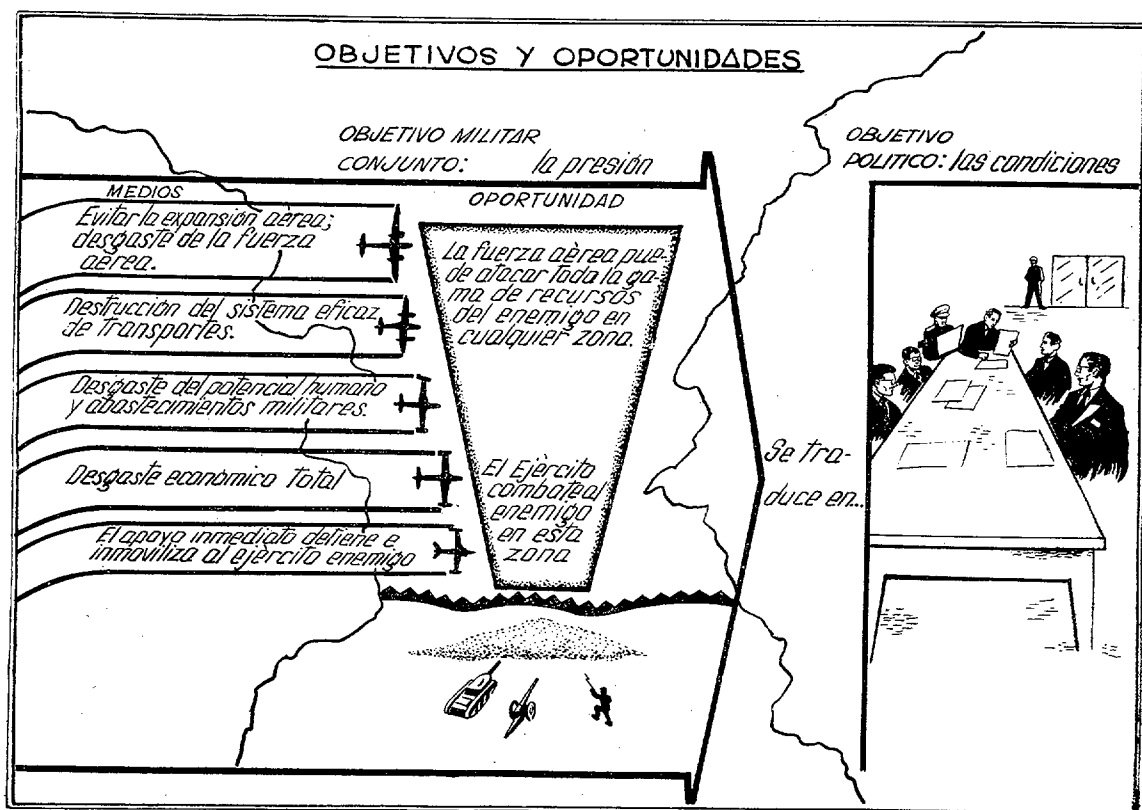 OBJETIVOS Y OPORTUNIDADES
OBJETIVO MILITAR
CONJUNTO: la presión
OBJETIVO
POLITICO: las condiciones
MEDIOS
Evitar la expansión aérea;
desgaste de la fuerza
aérea.
Destrucción del sistema eficaz
de Transportes.
Desgaste del potencial humano
y abastecimientos militares.
Desgaste económico Total
El apoyo inmediato detiene e
inmoviliza al ejército enemigo
OPORTUNIDAD
La fuerza aèrea pue-
de atacar Toda la ga-
ma de recursos
del enemigo en
cualquier zona.
El Ejèrcito
combate al
enemigo
en esta
zona
Se tra-
duce en...